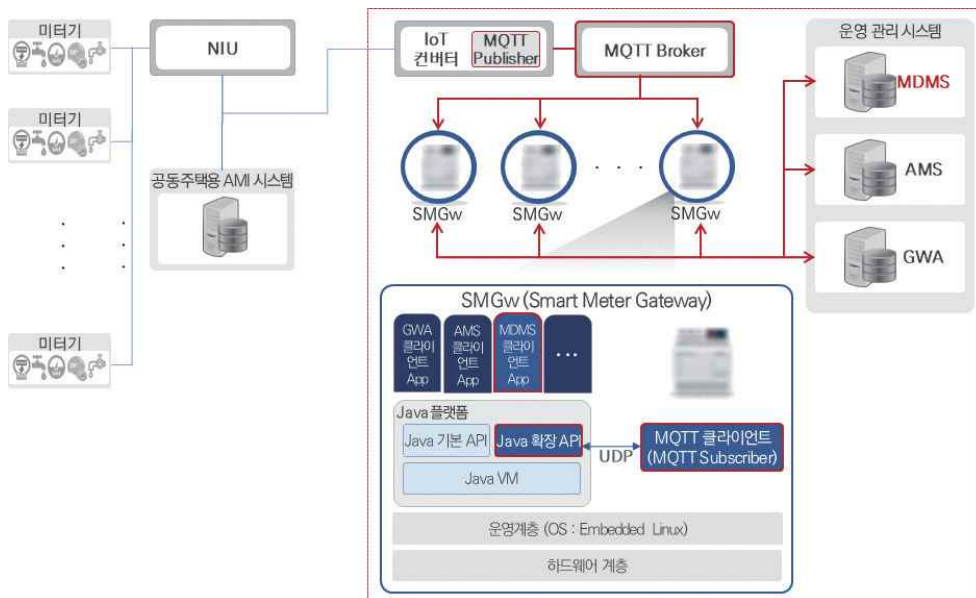 미터기
미터기
미터기
NIU
공동주택용 AMI 시스템
IoT
컨버터
MQTT
Publisher
MQTT Broker
SMGw
SMGw
SMGw
운영 관리 시스템
MDMS
AMS
GWA
SMGw (Smart Meter Gateway)
GWA
클라이
언트
App
AMS
클라이
언트
App
MDMS
클라이
언트
App
...
Java 플랫폼
Java 기본 API
Java 확장 API
Java VM
UDP
MQTT 클라이언트
(MQTT Subscriber)
운영계층 (OS : Embedded Linux)
하드웨어 계층